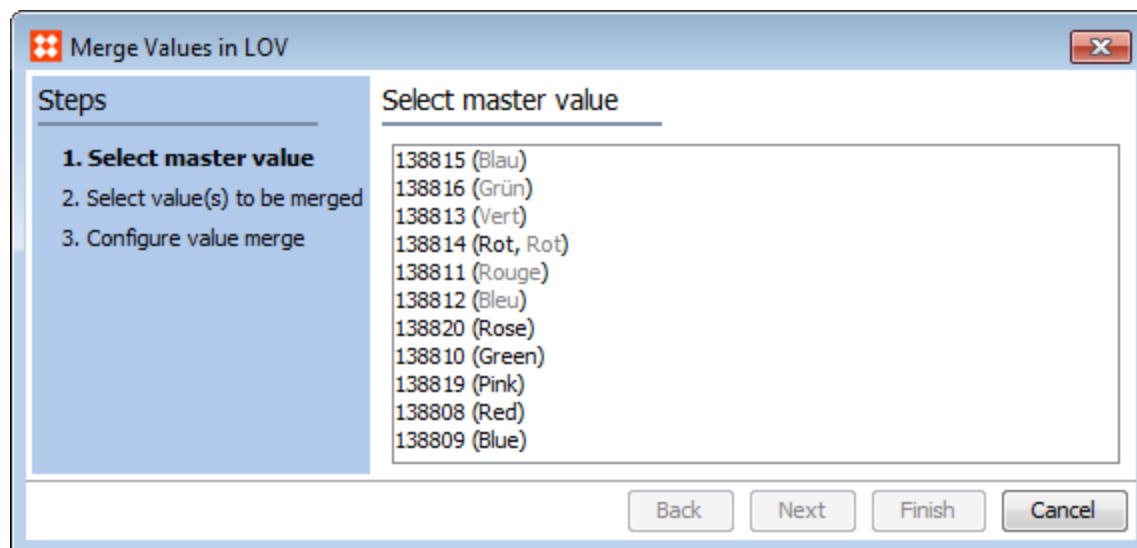 Merge Values in LOV
Steps
1. Select master value
2. Select value(s) to be merged
3. Configure value merge
Select master value
138815 (Blau)
138816 (Grün)
138813 (Vert)
138814 (Rot, Rot)
138811 (Rouge)
138812 (Bleu)
138820 (Rose)
138810 (Green)
138819 (Pink)
138808 (Red)
138809 (Blue)
Back Next Finish Cancel